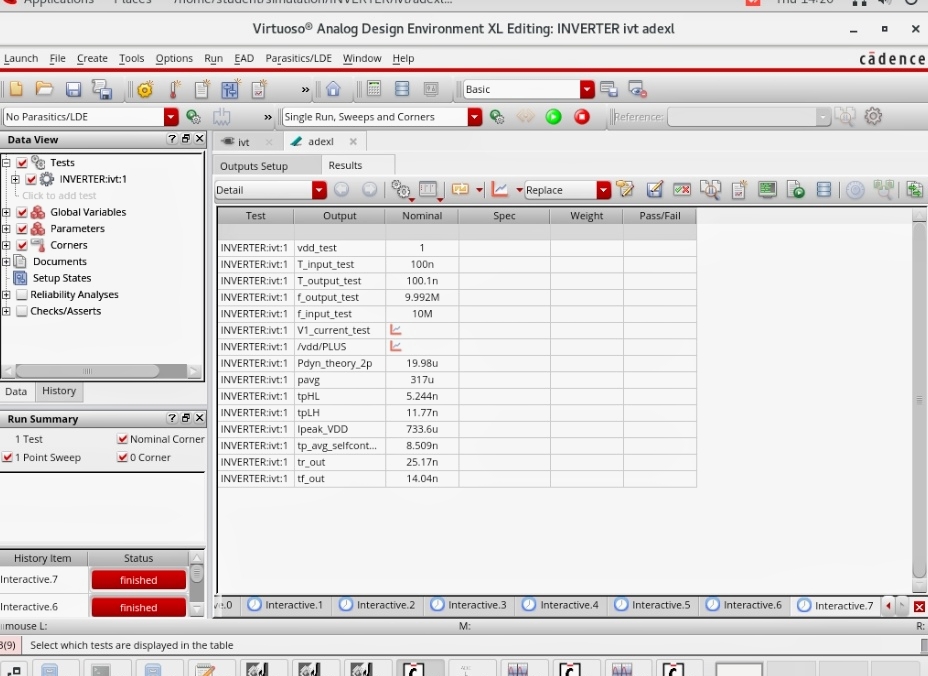 Applications Places
Thu 14:20
Virtuoso® Analog Design Environment XL Editing: INVERTER ivt adexl
Launch File Create Tools Options Run EAD Parasitics/LDE Window Help
cādence
Basic
No Parasitics/LDE
Single Run, Sweeps and Corners
Reference:
Data View
ivt
adexl
Tests
INVERTER:ivt:1
Click to add test
Global Variables
Parameters
Corners
Documents
Setup States
Reliability Analyses
Checks/Asserts
Data History
Outputs Setup Results
Detail
Replace
Test Output Nominal Spec Weight Pass/Fail
INVERTER:ivt:1 vdd_test 1
INVERTER:ivt:1 T_input_test 100n
INVERTER:ivt:1 T_output_test 100.1n
INVERTER:ivt:1 f_output_test 9.992M
INVERTER:ivt:1 f_input_test 10M
INVERTER:ivt:1 V1_current_test
INVERTER:ivt:1 /vdd/PLUS
INVERTER:ivt:1 Pdyn_theory_2p 19.98u
INVERTER:ivt:1 pavg 317u
INVERTER:ivt:1 tpHL 5.244n
INVERTER:ivt:1 tpLH 11.77n
INVERTER:ivt:1 Ipeak_VDD 733.6u
INVERTER:ivt:1 tp_avg_selfcont... 8.509n
INVERTER:ivt:1 tr_out 25.17n
INVERTER:ivt:1 tf_out 14.04n
Run Summary
1 Test Nominal Corner
1 Point Sweep 0 Corner
History Item Status
Interactive.7 finished
Interactive.6 finished
Interactive.1 Interactive.2 Interactive.3 Interactive.4 Interactive.5 Interactive.6 Interactive.7
mouse L: M: R:
3(9) Select which tests are displayed in the table